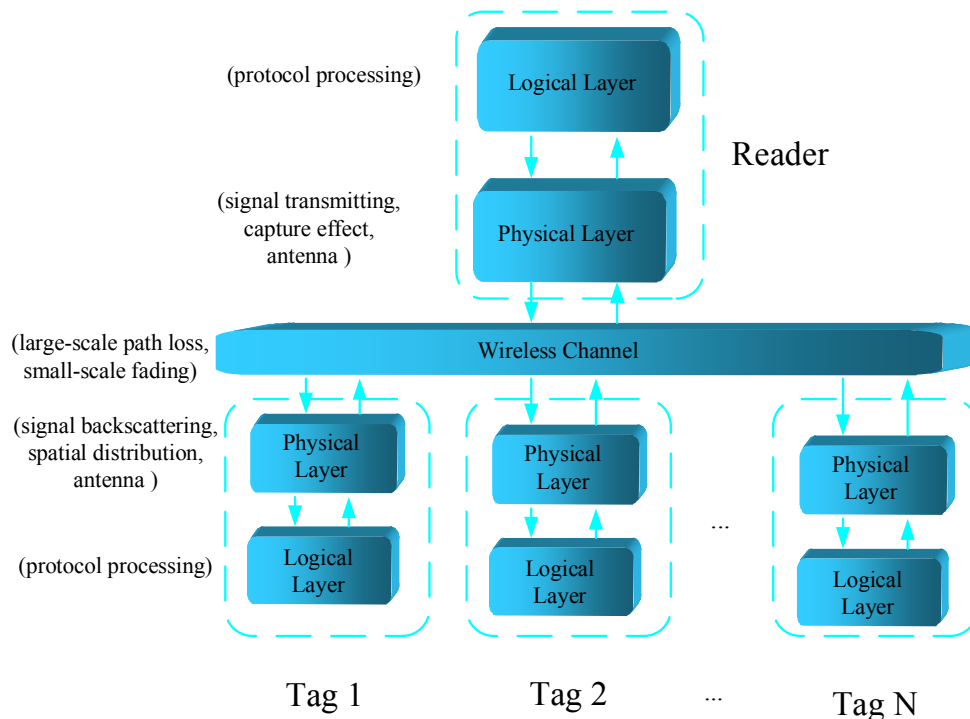 (protocol processing)
Logical Layer
Reader
(signal transmitting,
capture effect,
antenna )
Physical Layer
(large-scale path loss,
small-scale fading)
Wireless Channel
(signal backscattering,
spatial distribution,
antenna )
Physical
Layer
Physical
Layer
Physical
Layer
...
(protocol processing)
Logical
Layer
Logical
Layer
Logical
Layer
Tag 1
Tag 2
...
Tag N